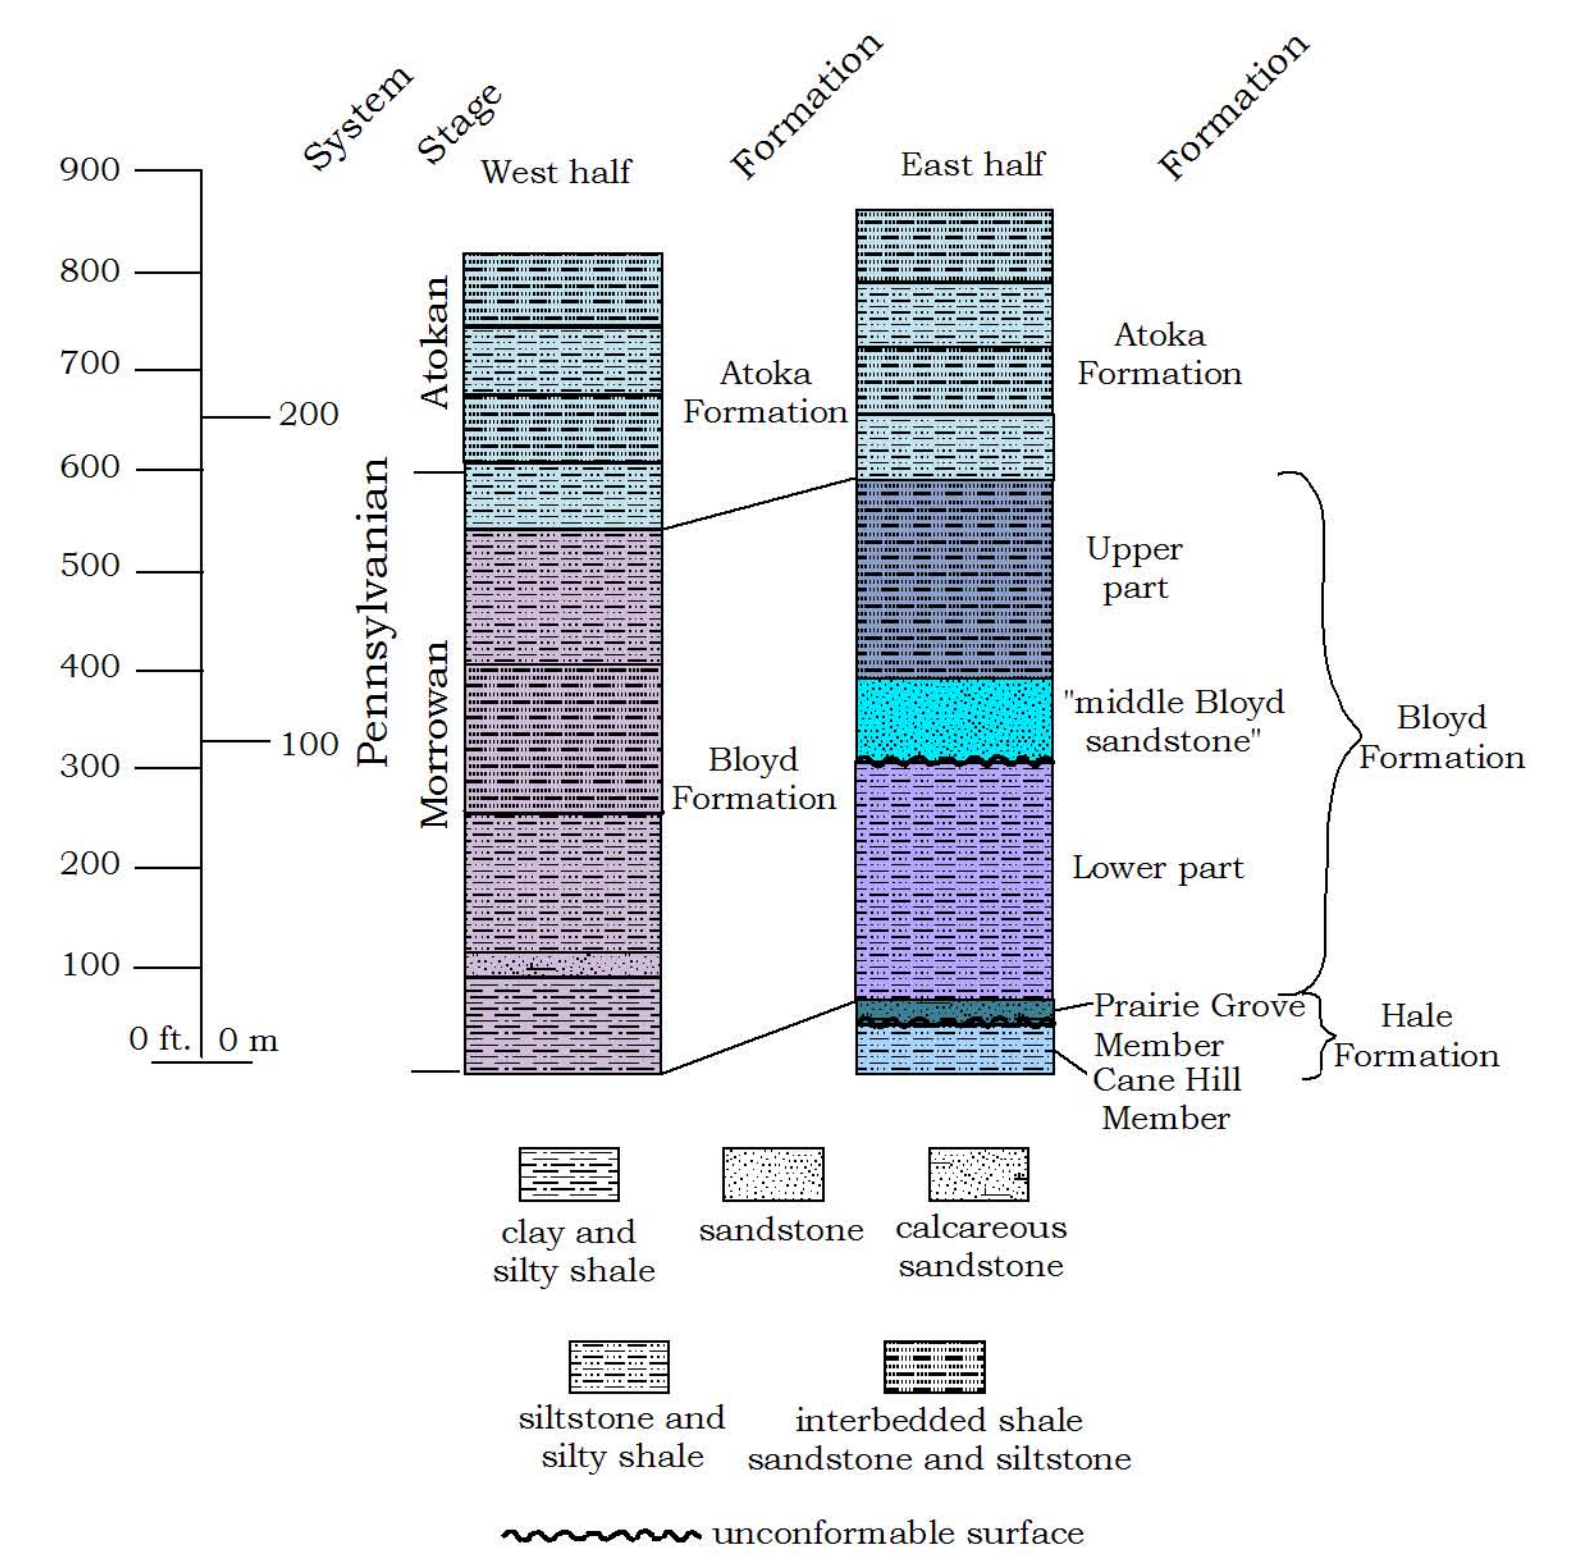 System
Stage
Formation
Formation
West half
East half
900
800
700
600
500
400
300
200
100
0 ft.
0 m
200
100
Pennsylvanian
Atokan
Morrowan
Atoka
Formation
Bloyd
Formation
Atoka
Formation
Upper
part
"middle Bloyd
sandstone"
Lower part
Prairie Grove
Member
Cane Hill
Member
Bloyd
Formation
Hale
Formation
clay and
silty shale
sandstone
calcareous
sandstone
siltstone and
silty shale
interbedded shale
sandstone and siltstone
unconformable surface